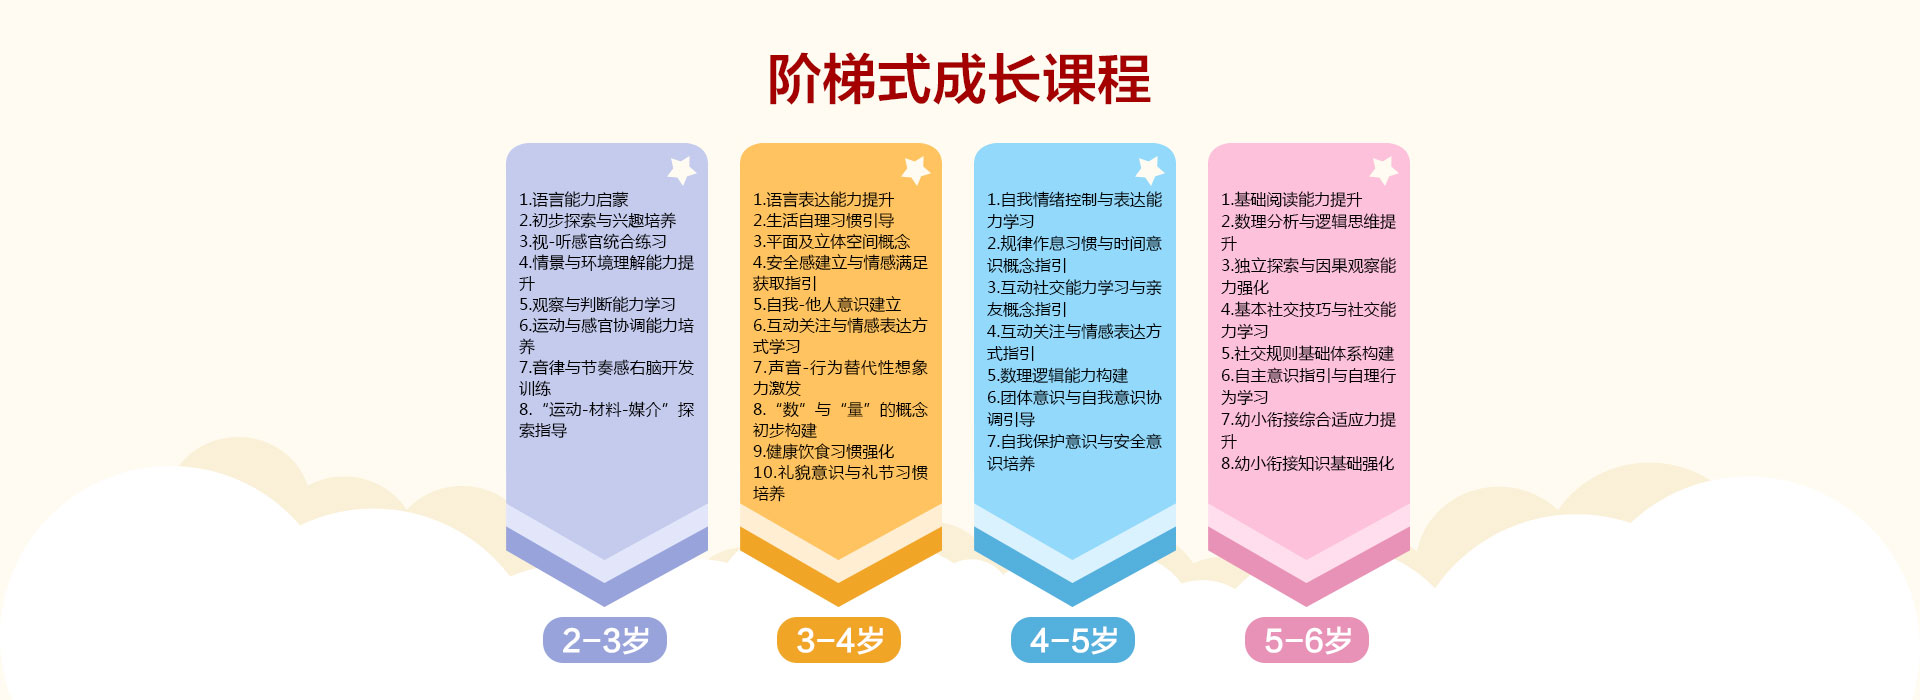 阶梯式成长课程
1.语言能力启蒙
2.初步探索与兴趣培养
3.视-听感官统合练习
4.情景与环境理解能力提
升
5.观察与判断能力学习
6.运动与感官协调能力培
养
7.音律与节奏感右脑开发
训练
8.“运动-材料-媒介”探
索指导
2-3岁
1.语言表达能力提升
2.生活自理习惯引导
3.平面及立体空间概念
4.安全感建立与情感满足
获取指引
5.自我-他人意识建立
6.互动关注与情感表达方
式学习
7.声音-行为替代性想象
力激发
8.“数”与“量”的概念
初步构建
9.健康饮食习惯强化
10.礼貌意识与礼节习惯
培养
3-4岁
1.自我情绪控制与表达能
力学习
2.规律作息习惯与时间意
识概念指引
3.互动社交能力学习与亲
友概念指引
4.互动关注与情感表达方
式指引
5.数理逻辑能力构建
6.团体意识与自我意识协
调引导
7.自我保护意识与安全意
识培养
4-5岁
1.基础阅读能力提升
2.数理分析与逻辑思维提
升
3.独立探索与因果观察能
力强化
4.基本社交技巧与社交能
力学习
5.社交规则基础体系构建
6.自主意识指引与自理行
为学习
7.幼小衔接综合适应力提
升
8.幼小衔接知识基础强化
5-6岁